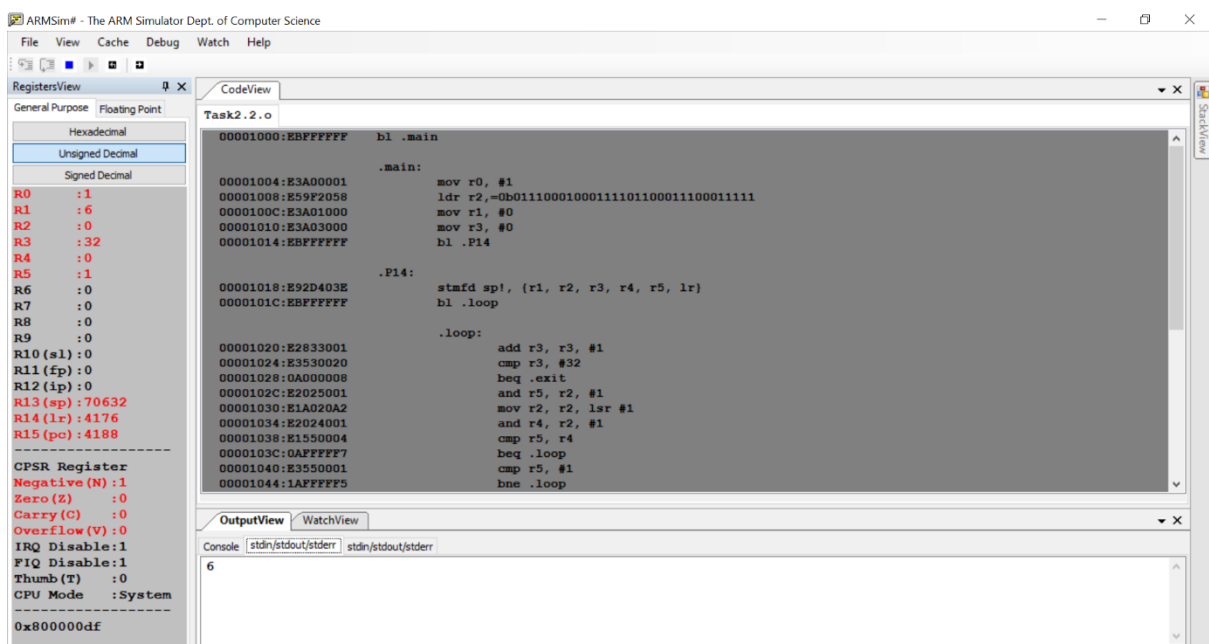 ARMSim# - The ARM Simulator Dept. of Computer Science
File View Cache Debug Watch Help
RegistersView
General Purpose Floating Point
Hexadecimal
Unsigned Decimal
Signed Decimal
R0 :1
R1 :6
R2 :0
R3 :32
R4 :0
R5 :1
R6 :0
R7 :0
R8 :0
R9 :0
R10(sl):0
R11(fp):0
R12(ip):0
R13(sp):70632
R14(lr):4176
R15(pc):4188
------------------
CPSR Register
Negative(N):1
Zero(Z) :0
Carry(C) :0
Overflow(V):0
IRQ Disable:1
FIQ Disable:1
Thumb(T) :0
CPU Mode :System
------------------
0x800000df
CodeView
Task2.2.o
00001000:EBFFFFFF bl .main
.main:
00001004:E3A00001 mov r0, #1
00001008:E59F2058 ldr r2,=0b01110001000111101100011100011111
0000100C:E3A01000 mov r1, #0
00001010:E3A03000 mov r3, #0
00001014:EBFFFFFF bl .P14
.P14:
00001018:E92D403E stmfd sp!, {r1, r2, r3, r4, r5, lr}
0000101C:EBFFFFFF bl .loop
.loop:
00001020:E2833001 add r3, r3, #1
00001024:E3530020 cmp r3, #32
00001028:0A000008 beq .exit
0000102C:E2025001 and r5, r2, #1
00001030:E1A020A2 mov r2, r2, lsr #1
00001034:E2024001 and r4, r2, #1
00001038:E1550004 cmp r5, r4
0000103C:0AFFFFF7 beq .loop
00001040:E3550001 cmp r5, #1
00001044:1AFFFFF5 bne .loop
StackView
OutputView WatchView
Console stdin/stdout/stderr stdin/stdout/stderr
6